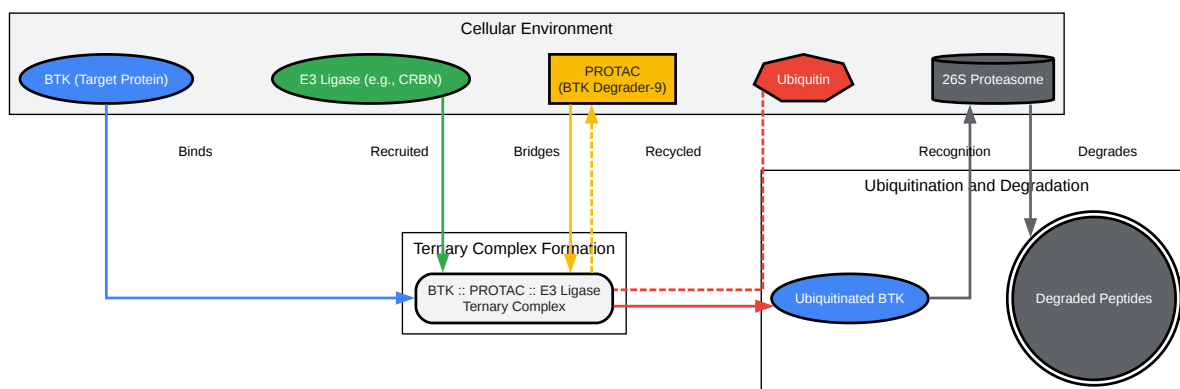 Cellular Environment
BTK (Target Protein)
E3 Ligase (e.g., CRBN)
PROTAC
(BTK Degrader-9)
Ubiquitin
26S Proteasome
Binds
Recruited
Bridges
Recycled
Recognition
Degrades
Ubiquitination and Degradation
Ternary Complex Formation
BTK :: PROTAC :: E3 Ligase
Ternary Complex
Ubiquitinated BTK
Degraded Peptides